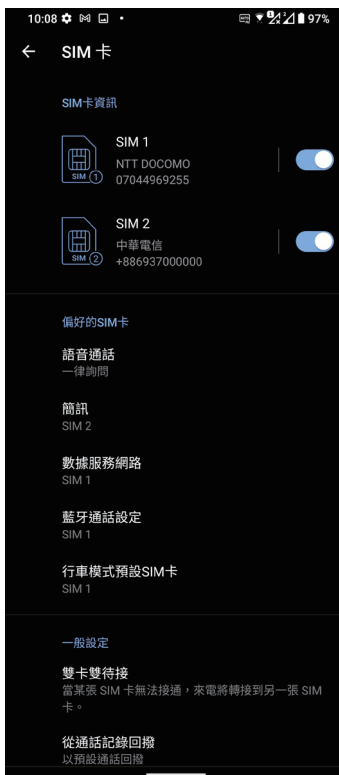 10:08
97%
SIM 卡
SIM卡資訊
SIM 1
NTT DOCOMO
07044969255
SIM 1
SIM 2
中華電信
+886937000000
SIM 2
偏好的SIM卡
語音通話
一律詢問
簡訊
SIM 2
數據服務網路
SIM 1
藍牙通話設定
SIM 1
行車模式預設SIM卡
SIM 1
一般設定
雙卡雙待接
當某張 SIM 卡無法接通，來電將轉接到另一張 SIM
卡。
從通話記錄回撥
以預設通話回撥